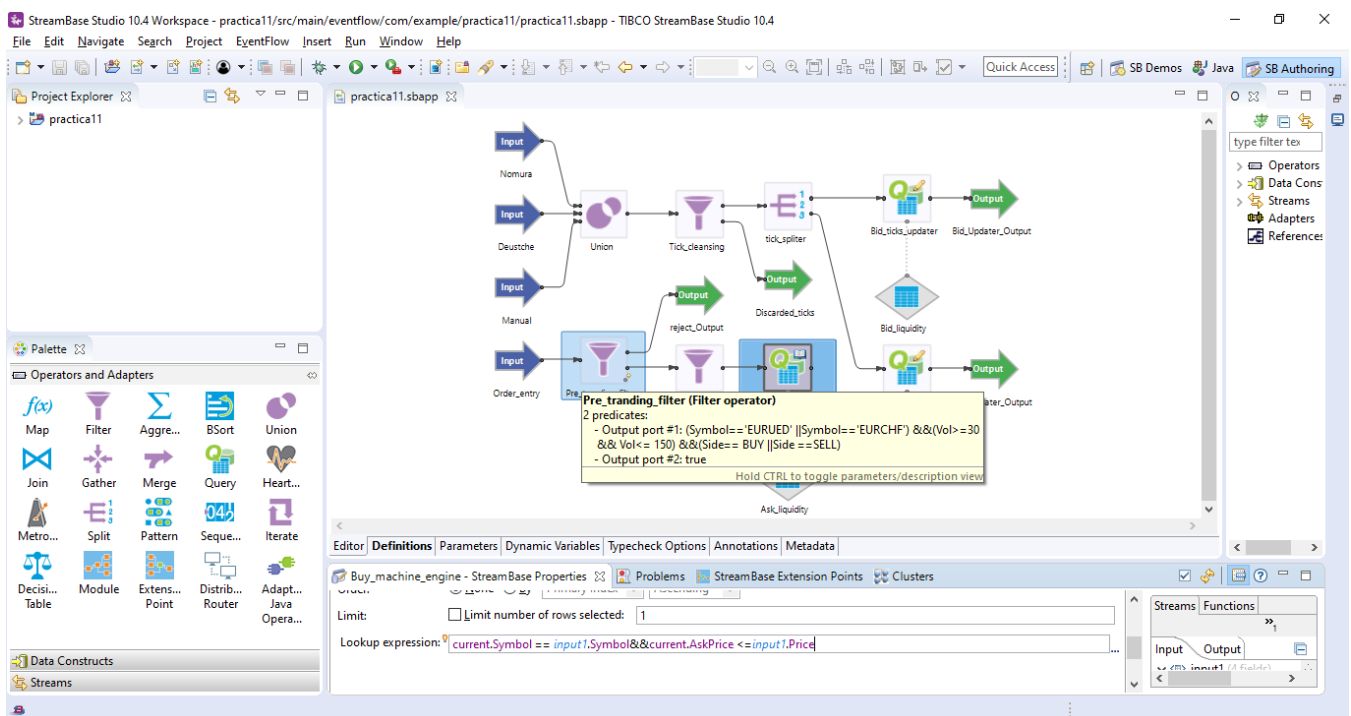 StreamBase Studio 10.4 Workspace - practica11/src/main/eventflow/com/example/practica11/practica11.sbapp - TIBCO StreamBase Studio 10.4
File Edit Navigate Search Project EventFlow Insert Run Window Help
Quick Access
SB Demos
Java
SB Authoring
Project Explorer
practica11
practica11.sbapp
Input
Nomura
Input
Deustche
Input
Manual
Input
Order_entry
Union
Tick_cleansing
1
2
3
tick_spliter
Bid_ticks_updater
Output
Bid_Updater_Output
Output
Discarded_ticks
Output
reject_Output
Bid_liquidity
Output
ater_Output
Pre_tranding_filter (Filter operator)
2 predicates:
- Output port #1: (Symbol=='EURUED' ||Symbol=='EURCHF') &&(Vol>=30
&& Vol<= 150) &&(Side== BUY ||Side ==SELL)
- Output port #2: true
Hold CTRL to toggle parameters/description view
Ask_liquidity
O
type filter tex
Operators
Data Cons
Streams
Adapters
References
Palette
Operators and Adapters
f(x)
Map Filter Aggre... BSort Union
Join Gather Merge Query Heart...
Metro... Split Pattern Seque... Iterate
Decisi... Table
Module
Extens... Point
Distrib... Router
Adapt... Java Opera...
Data Constructs
Streams
Editor Definitions Parameters Dynamic Variables Typecheck Options Annotations Metadata
Buy_machine_engine - StreamBase Properties Problems StreamBase Extension Points Clusters
Limit: Limit number of rows selected: 1
Lookup expression: current.Symbol == input1.Symbol&&current.AskPrice <=input1.Price
...
Streams Functions
»1
Input Output
input1 (4 fields)